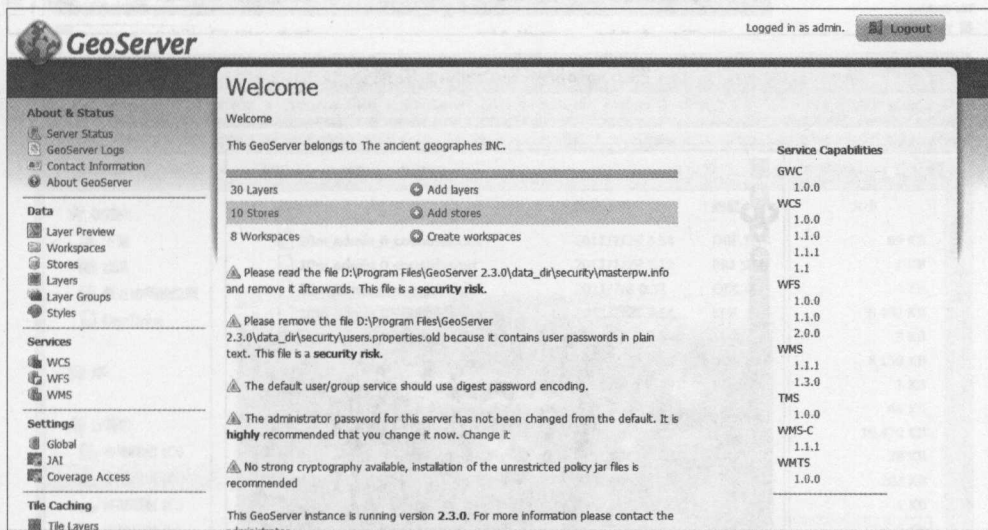 GeoServer
Logged in as admin.
Logout
About & Status
Server Status
GeoServer Logs
Contact Information
About GeoServer
Data
Layer Preview
Workspaces
Stores
Layers
Layer Groups
Styles
Services
WCS
WFS
WMS
Settings
Global
JAI
Coverage Access
Tile Caching
Tile Layers
Welcome
Welcome
This GeoServer belongs to The ancient geographes INC.
30 Layers Add layers
10 Stores Add stores
8 Workspaces Create workspaces
Please read the file D:\Program Files\GeoServer 2.3.0\data_dir\security\masterpw.info
and remove it afterwards. This file is a security risk.
Please remove the file D:\Program Files\GeoServer
2.3.0\data_dir\security\users.properties.old because it contains user passwords in plain
text. This file is a security risk.
The default user/group service should use digest password encoding.
The administrator password for this server has not been changed from the default. It is
highly recommended that you change it now. Change it
No strong cryptography available, installation of the unrestricted policy jar files is
recommended
This GeoServer instance is running version 2.3.0. For more information please contact the
Service Capabilities
GWC
1.0.0
WCS
1.0.0
1.1.0
1.1.1
1.1
WFS
1.0.0
1.1.0
2.0.0
WMS
1.1.1
1.3.0
TMS
1.0.0
WMS-C
1.1.1
WMTS
1.0.0